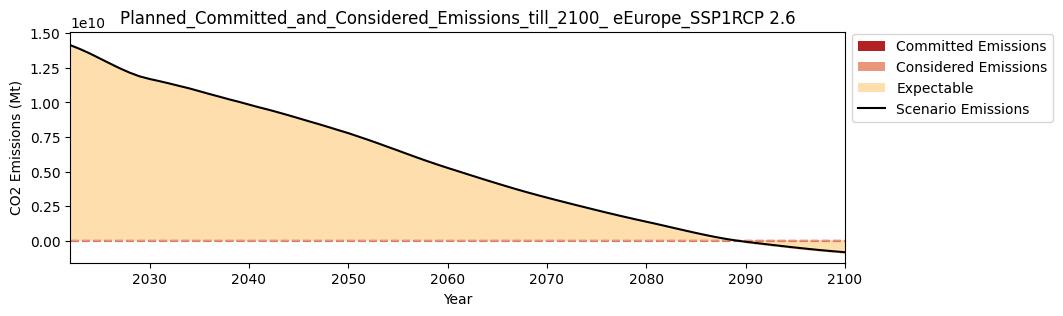 Planned_Committed_and_Considered_Emissions_till_2100_ eEurope_SSP1RCP 2.6
1e10
1.50
1.25
1.00
0.75
0.50
0.25
0.00
CO2 Emissions (Mt)
2030
2040
2050
2060
2070
2080
2090
2100
Year
Committed Emissions
Considered Emissions
Expectable
Scenario Emissions